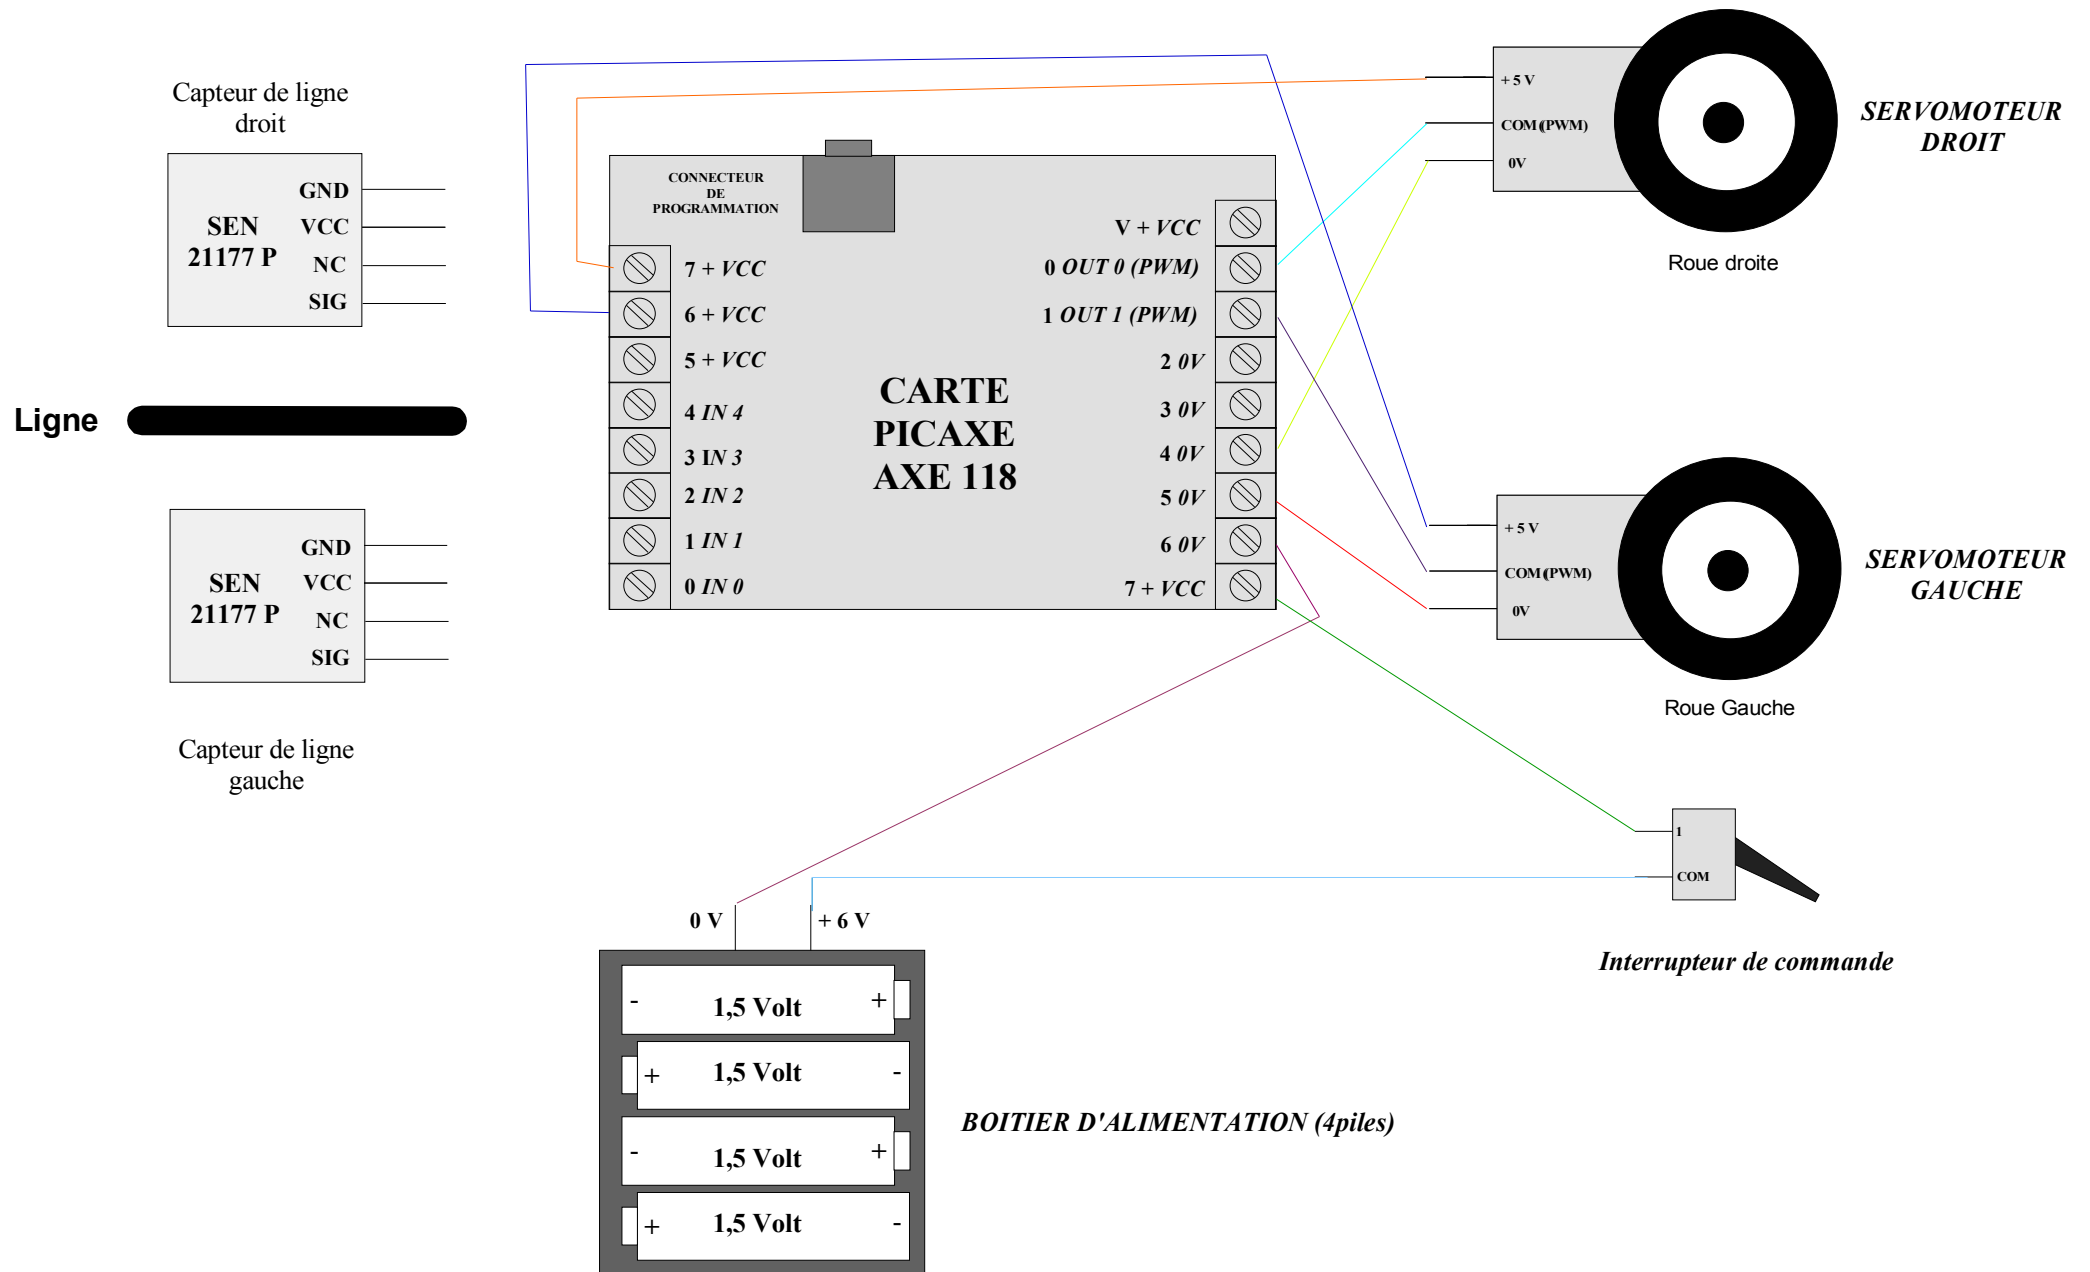 Capteur de ligne
droit
SEN
21177 P
GND
VCC
NC
SIG
Ligne
SEN
21177 P
GND
VCC
NC
SIG
Capteur de ligne
gauche
CONNECTEUR
DE
PROGRAMMATION
7 + VCC
6 + VCC
5 + VCC
4 IN 4
3 IN 3
2 IN 2
1 IN 1
0 IN 0
CARTE
PICAXE
AXE 118
V + VCC
0 OUT 0 (PWM)
1 OUT 1 (PWM)
2 0V
3 0V
4 0V
5 0V
6 0V
7 + VCC
+ 5 V
COM (PWM)
0V
SERVOMOTEUR
DROIT
Roue droite
+ 5 V
COM (PWM)
0V
SERVOMOTEUR
GAUCHE
Roue Gauche
1
COM
Interrupteur de commande
0 V
+ 6 V
- 1,5 Volt +
+ 1,5 Volt -
- 1,5 Volt +
+ 1,5 Volt -
BOITIER D'ALIMENTATION (4piles)